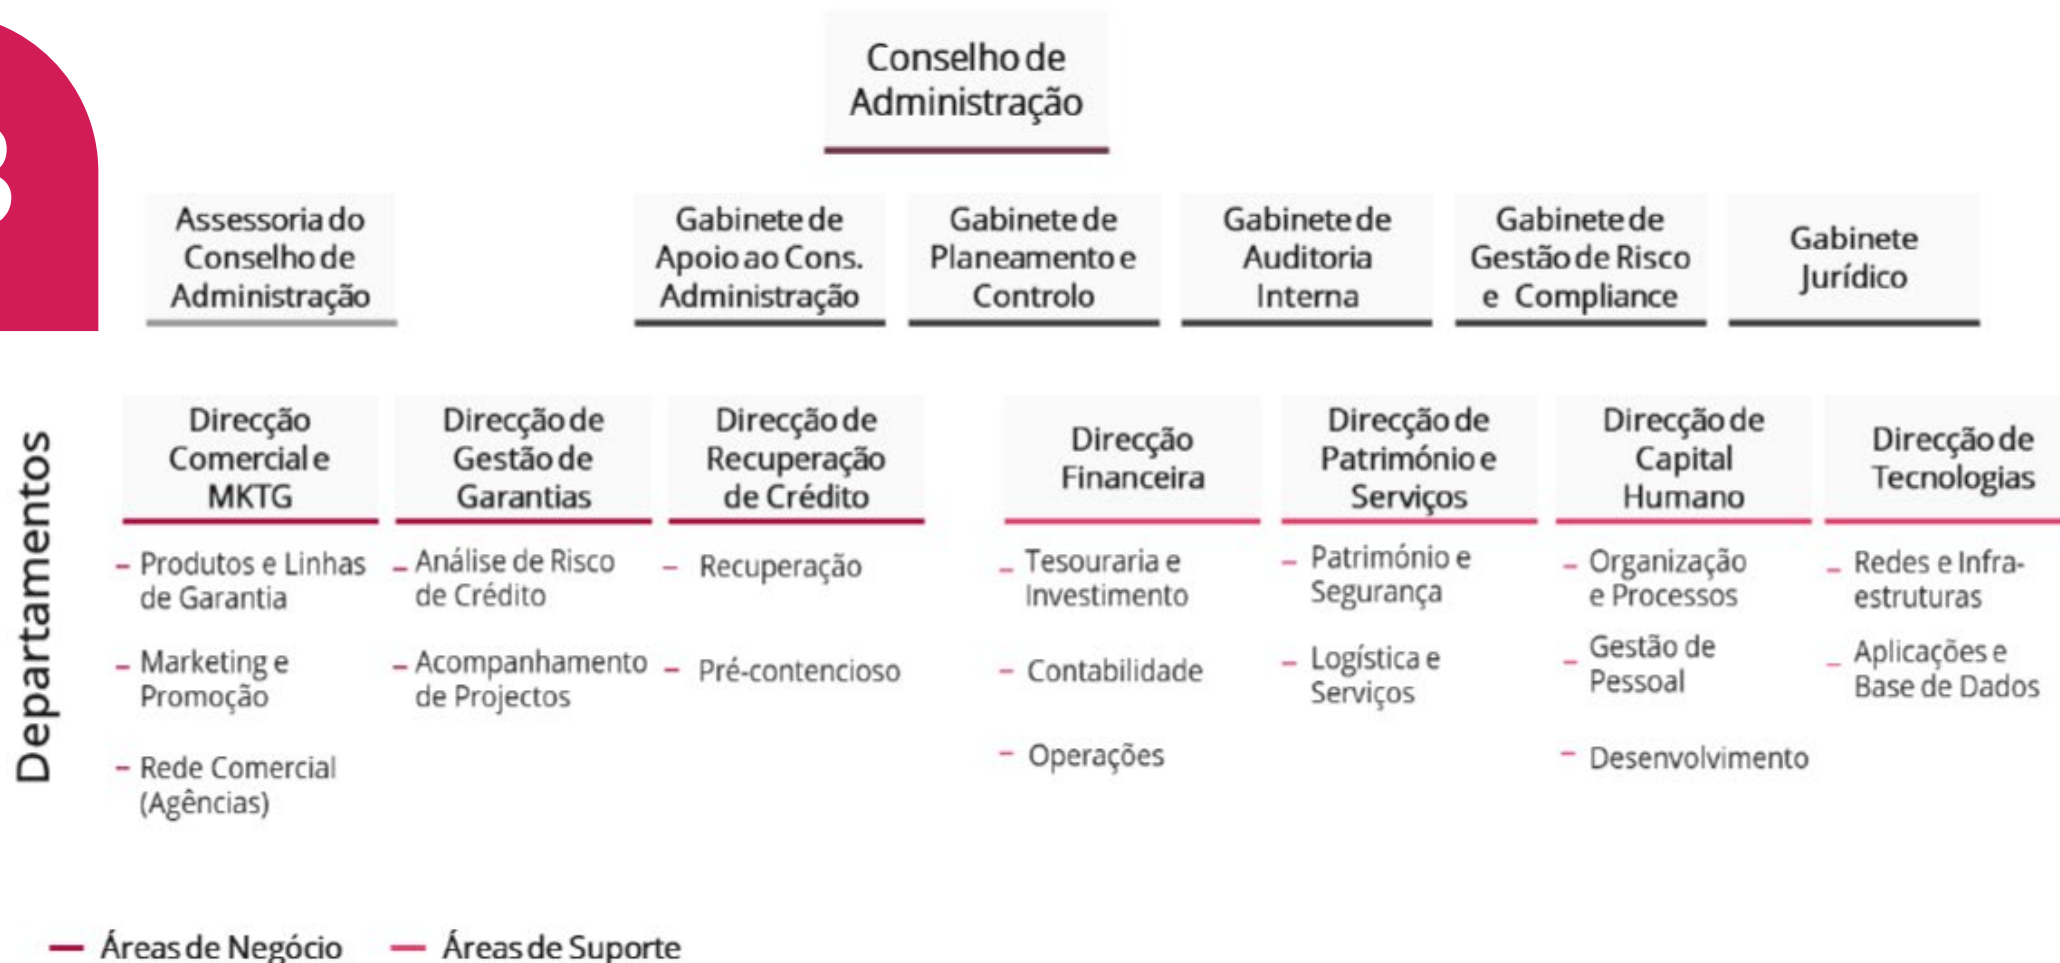 Conselho de
Administração
Assessoria do
Conselho de
Administração
Gabinete de
Apoio ao Cons.
Administração
Gabinete de
Planeamento e
Controlo
Gabinete de
Auditoria
Interna
Gabinete de
Gestão de Risco
e Compliance
Gabinete
Jurídico
Departamentos
Direcção
Comercial e
MKTG
– Produtos e Linhas
de Garantia
– Marketing e
Promoção
– Rede Comercial
(Agências)
Direcção de
Gestão de
Garantias
– Análise de Risco
de Crédito
– Acompanhamento
de Projectos
Direcção de
Recuperação
de Crédito
– Recuperação
– Pré-contencioso
Direcção
Financeira
– Tesouraria e
Investimento
– Contabilidade
– Operações
Direcção de
Património e
Serviços
– Património e
Segurança
– Logística e
Serviços
Direcção de
Capital
Humano
– Organização
e Processos
– Gestão de
Pessoal
– Desenvolvimento
Direcção de
Tecnologias
– Redes e Infra-
estruturas
– Aplicações e
Base de Dados
Áreas de Negócio
Áreas de Suporte